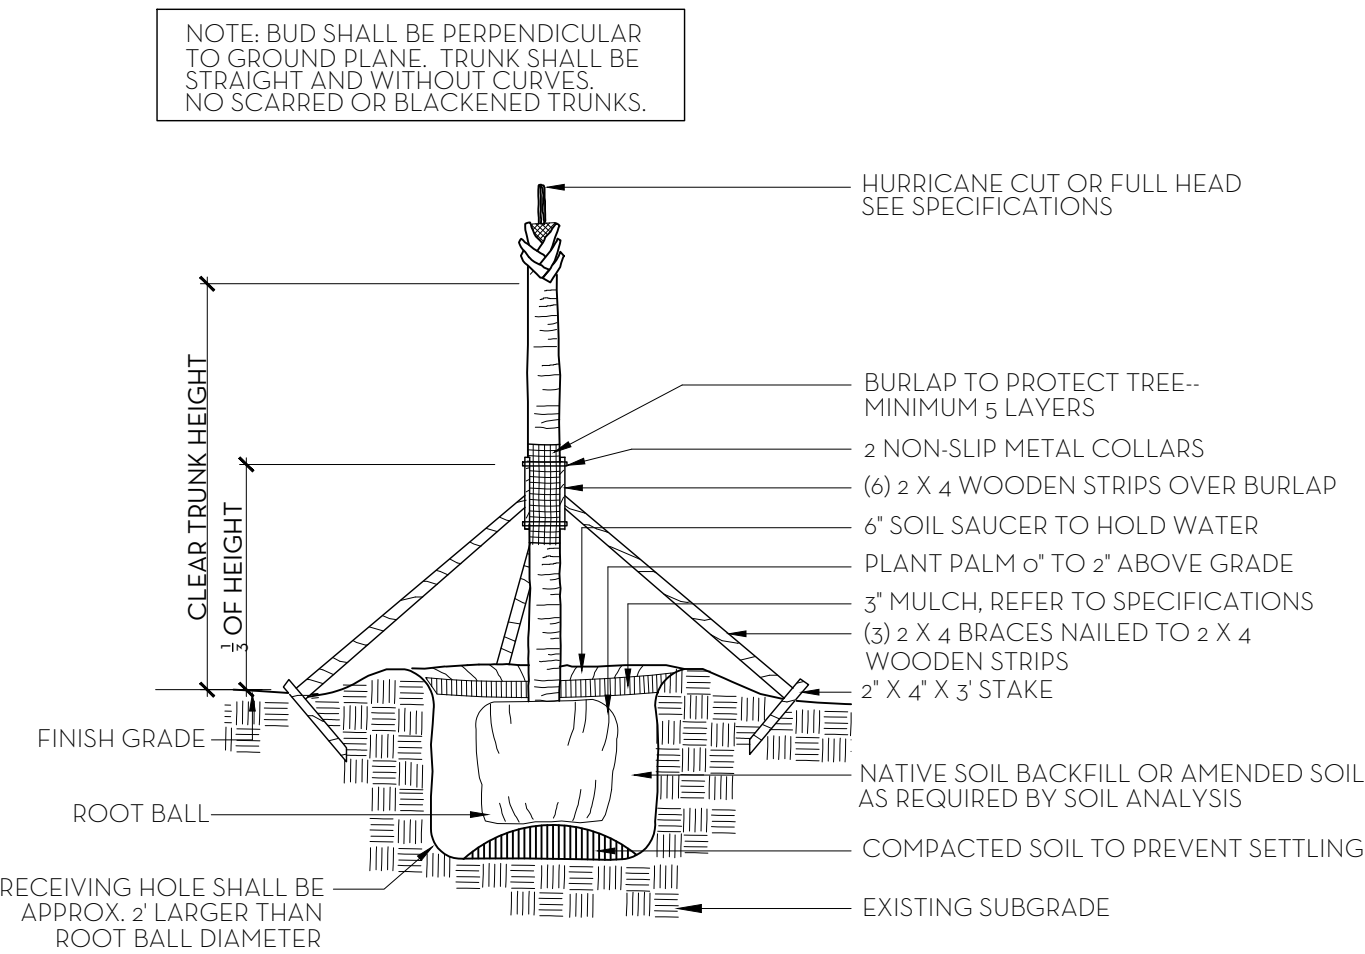 NOTE: BUD SHALL BE PERPENDICULAR
TO GROUND PLANE. TRUNK SHALL BE
STRAIGHT AND WITHOUT CURVES.
NO SCARRED OR BLACKENED TRUNKS.
HURRICANE CUT OR FULL HEAD
SEE SPECIFICATIONS
CLEAR TRUNK HEIGHT
1/3 OF HEIGHT
BURLAP TO PROTECT TREE--
MINIMUM 5 LAYERS
2 NON-SLIP METAL COLLARS
(6) 2 X 4 WOODEN STRIPS OVER BURLAP
6" SOIL SAUCER TO HOLD WATER
PLANT PALM 0" TO 2" ABOVE GRADE
3" MULCH, REFER TO SPECIFICATIONS
(3) 2 X 4 BRACES NAILED TO 2 X 4
WOODEN STRIPS
2" X 4" X 3' STAKE
FINISH GRADE
NATIVE SOIL BACKFILL OR AMENDED SOIL
AS REQUIRED BY SOIL ANALYSIS
ROOT BALL
COMPACTED SOIL TO PREVENT SETTLING
RECEIVING HOLE SHALL BE
APPROX. 2' LARGER THAN
ROOT BALL DIAMETER
EXISTING SUBGRADE